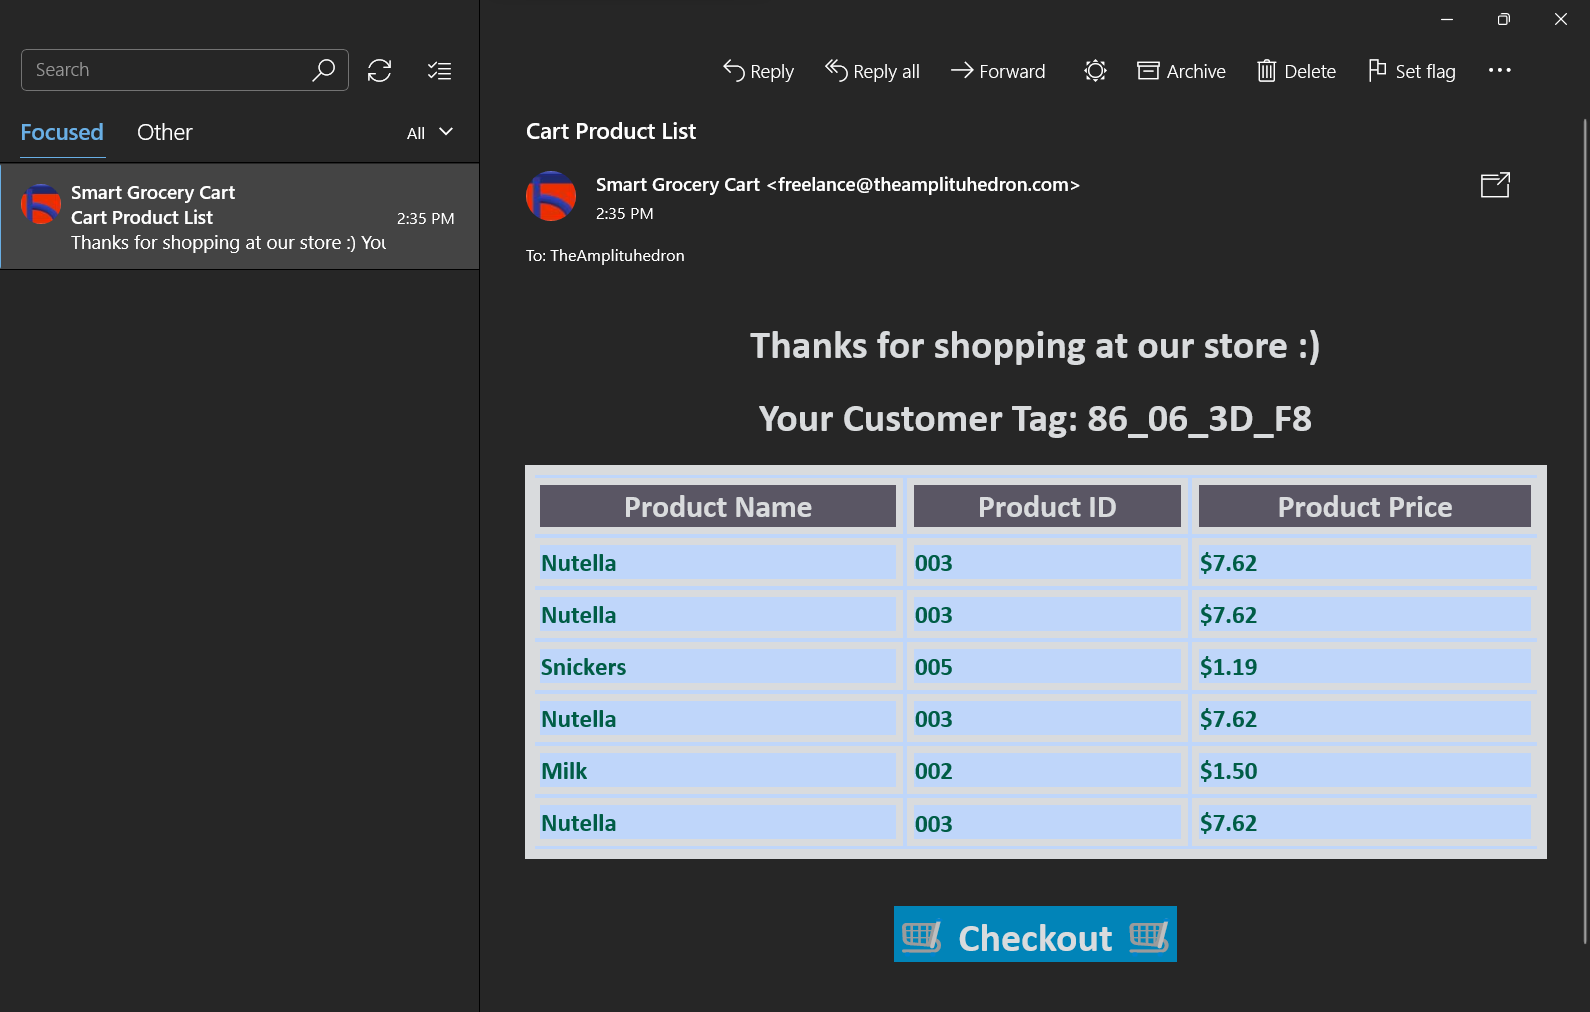 Search
Focused Other All
Smart Grocery Cart
Cart Product List 2:35 PM
Thanks for shopping at our store :) You
Reply Reply all Forward Archive Delete Set flag
Cart Product List
Smart Grocery Cart <freelance@theamplituhedron.com>
2:35 PM
To: TheAmplituhedron
Thanks for shopping at our store :)
Your Customer Tag: 86_06_3D_F8
Product Name Product ID Product Price
Nutella 003 $7.62
Nutella 003 $7.62
Snickers 005 $1.19
Nutella 003 $7.62
Milk 002 $1.50
Nutella 003 $7.62
Checkout